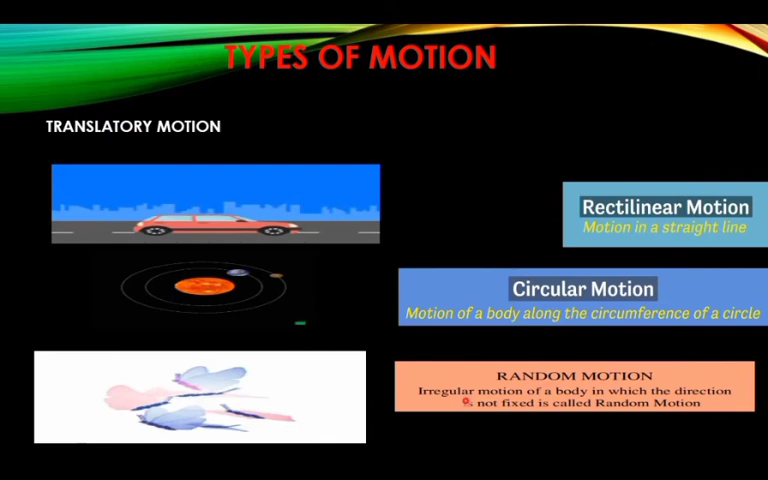 TYPES OF MOTION
TRANSLATORY MOTION
Rectilinear Motion
Motion in a straight line
Circular Motion
Motion of a body along the circumference of a circle
RANDOM MOTION
Irregular motion of a body in which the direction
not fixed is called Random Motion